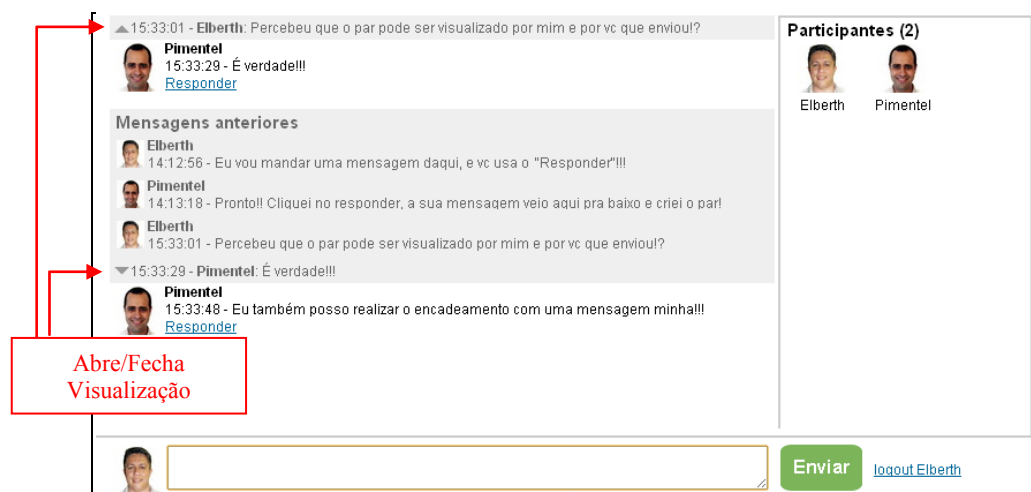 15:33:01 - Elberth: Percebeu que o par pode ser visualizado por mim e por vc que enviou!?
Pimentel
15:33:29 - É verdade!!!
Responder
Mensagens anteriores
Elberth
14:12:56 - Eu vou mandar uma mensagem daqui, e vc usa o "Responder"!!!
Pimentel
14:13:18 - Pronto!! Cliquei no responder, a sua mensagem veio aqui pra baixo e criei o par!
Elberth
15:33:01 - Percebeu que o par pode ser visualizado por mim e por vc que enviou!?
15:33:29 - Pimentel: É verdade!!!
Pimentel
15:33:48 - Eu também posso realizar o encadeamento com uma mensagem minha!!!
Responder
Abre/Fecha
Visualização
Participantes (2)
Elberth Pimentel
Enviar logout Elberth